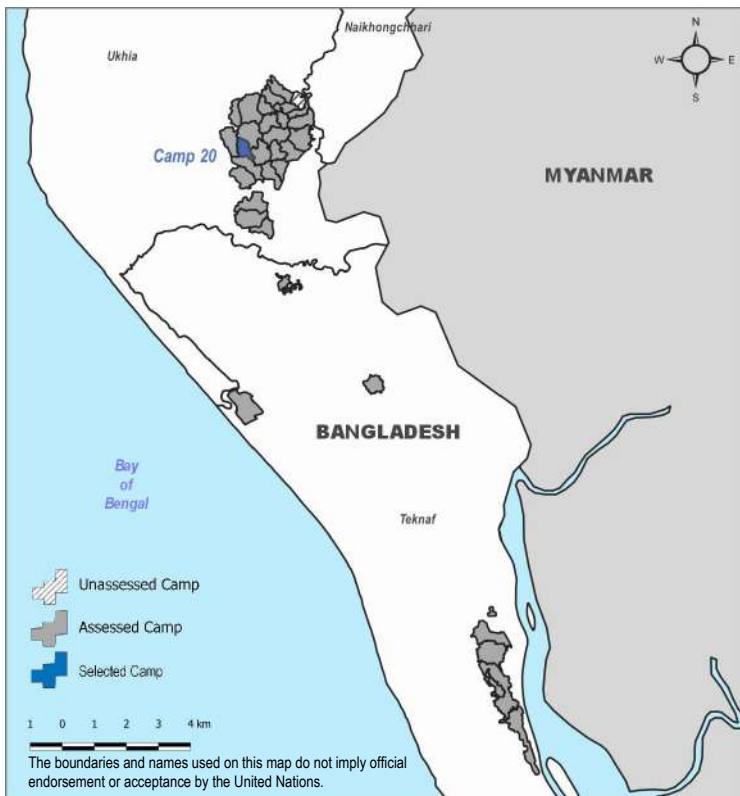 Naikhongchhari
Ukhia
N
W
E
S
Camp 20
MYANMAR
BANGLADESH
Bay
of
Bengal
Teknaf
Unassessed Camp
Assessed Camp
Selected Camp
1 0 1 2 3 4 km
The boundaries and names used on this map do not imply official
endorsement or acceptance by the United Nations.